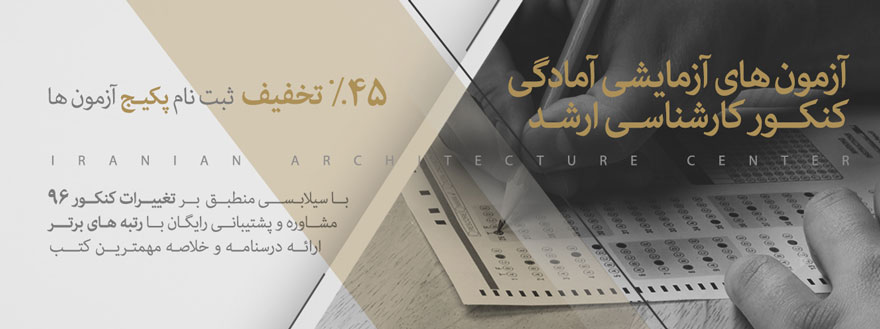 آزمون های آزمایشی آمادگی
کنکور کارشناسی ارشد
۴۵٪ تخفیف ثبت نام پکیج آزمون ها
IRANIAN ARCHITECTURE CENTER
با سیلابسی منطبق بر تغییرات کنکور ۹۶
مشاوره و پشتیبانی رایگان با رتبه های برتر
ارائه درسنامه و خلاصه مهمترین کتب